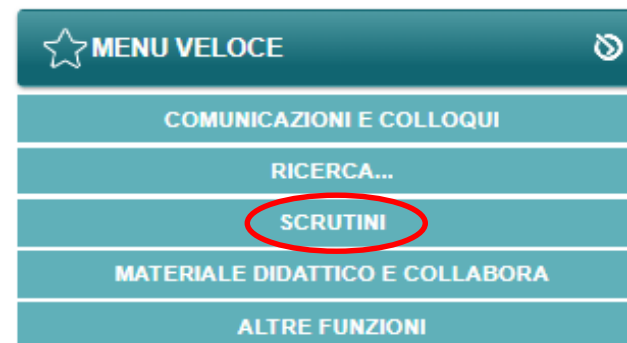 MENU VELOCE
COMUNICAZIONI E COLLOQUI
RICERCA...
SCRUTINI
MATERIALE DIDATTICO E COLLABORA
ALTRE FUNZIONI